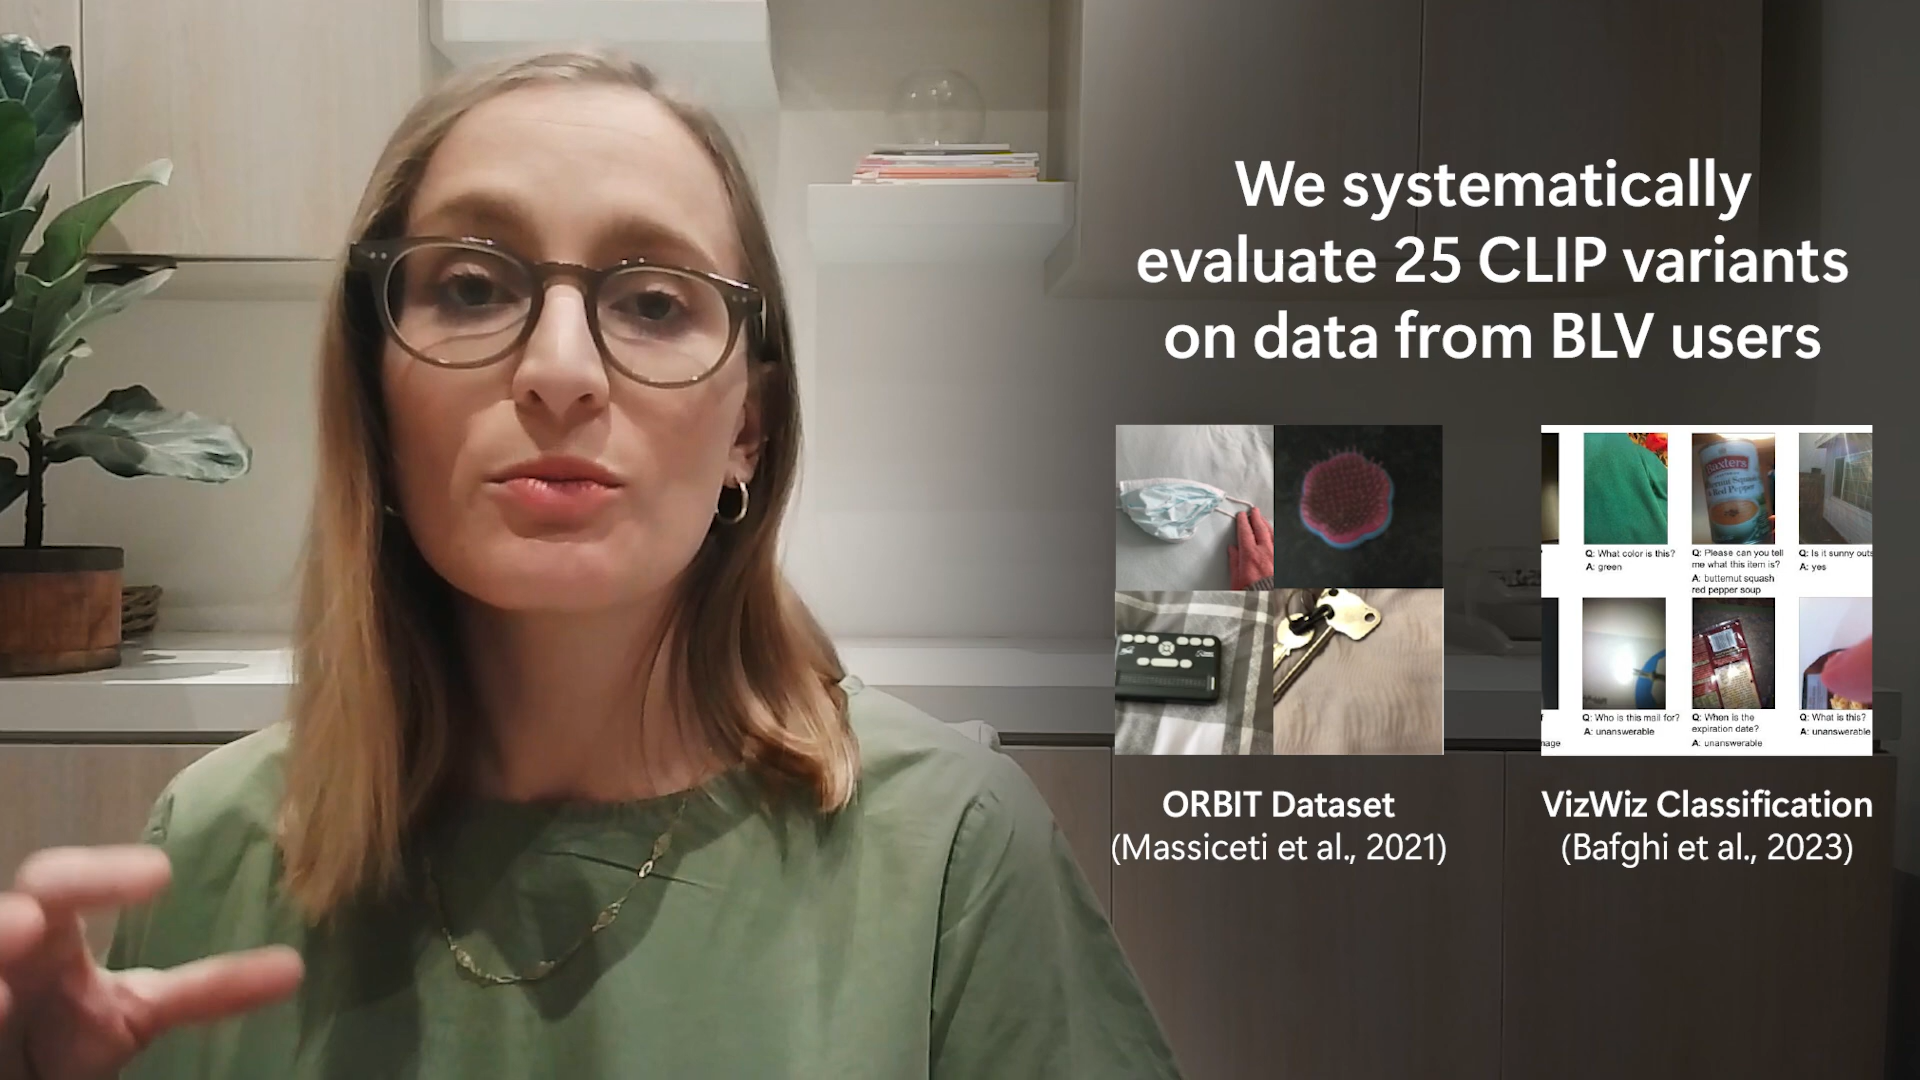 We systematically
evaluate 25 CLIP variants
on data from BLV users
Baxters
Q: What color is this?
A: green
Q: Please can you tell
me what this item is?
A: butternut squash
red pepper soup
Q: Is it sunny outs
A: yes
Q: Who is this mail for?
A: unanswerable
Q: When is the
expiration date?
A: unanswerable
Q: What is this?
A: unanswerable
nage
ORBIT Dataset
(Massiceti et al., 2021)
VizWiz Classification
(Bafghi et al., 2023)